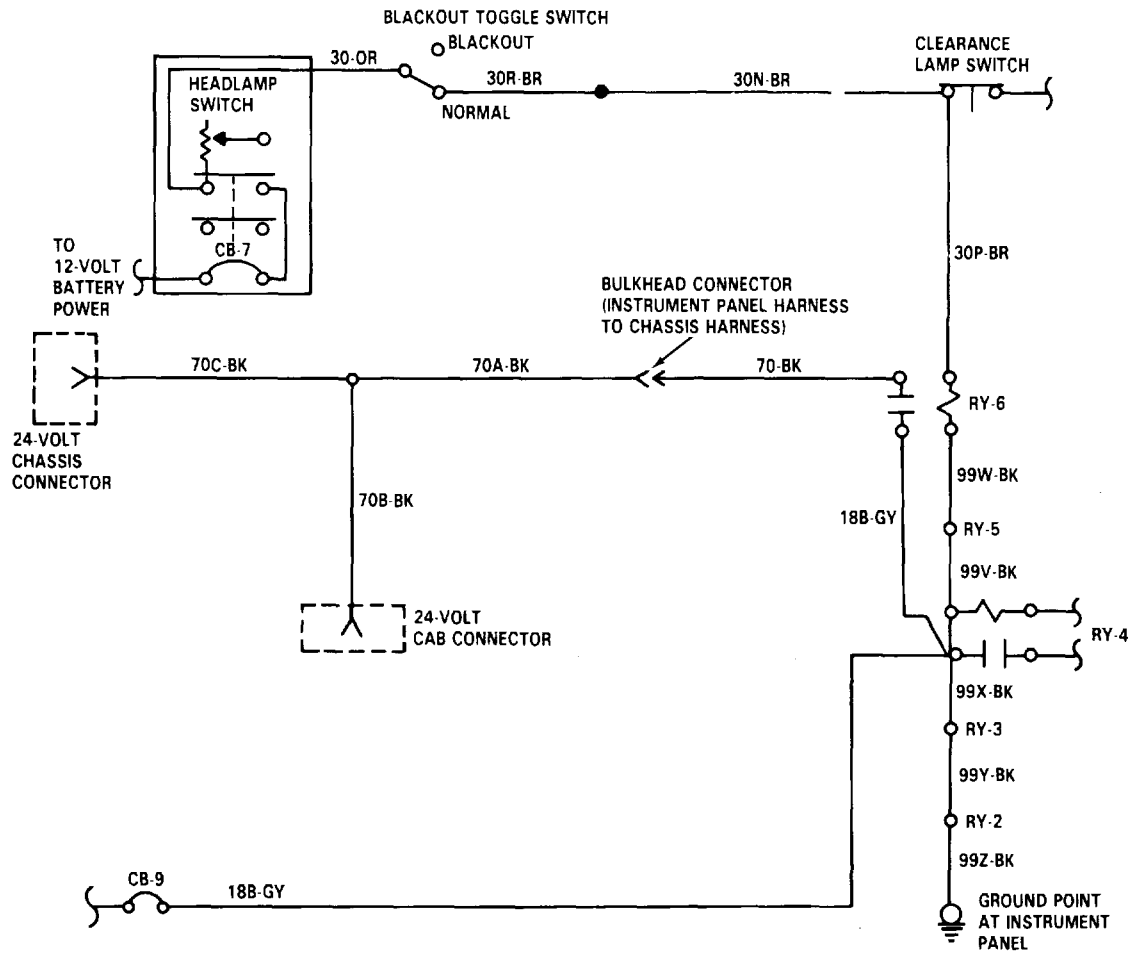 BLACKOUT TOGGLE SWITCH
BLACKOUT
30-OR
HEADLAMP
SWITCH
30R-BR
NORMAL
30N-BR
CLEARANCE
LAMP SWITCH
CB-7
TO
12-VOLT
BATTERY
POWER
30P-BR
BULKHEAD CONNECTOR
(INSTRUMENT PANEL HARNESS
TO CHASSIS HARNESS)
70C-BK
70A-BK
70-BK
RY-6
24-VOLT
CHASSIS
CONNECTOR
99W-BK
70B-BK
18B-GY
RY-5
99V-BK
24-VOLT
CAB CONNECTOR
RY-4
99X-BK
RY-3
99Y-BK
RY-2
99Z-BK
CB-9
18B-GY
GROUND POINT
AT INSTRUMENT
PANEL